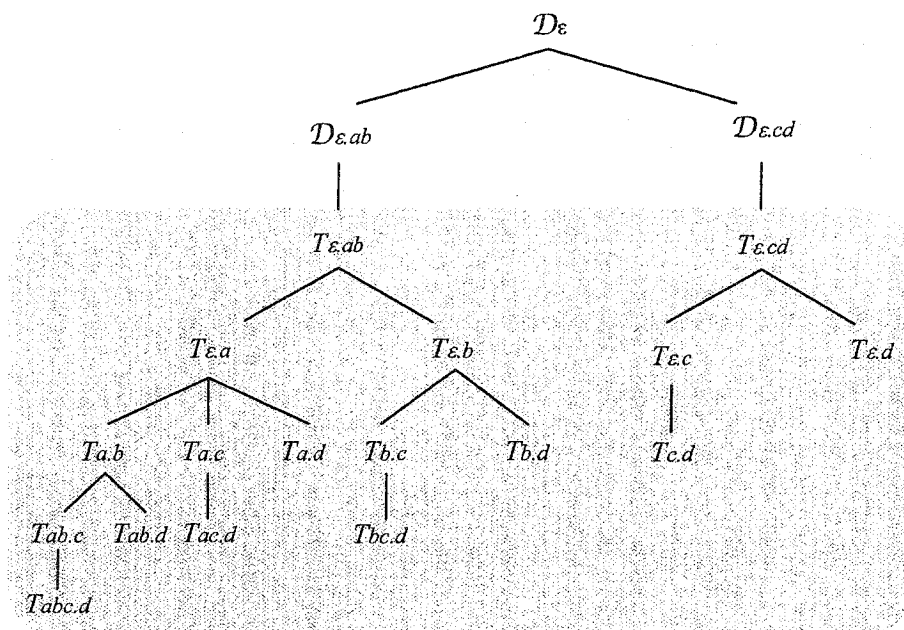 Dε
Dε.ab Dε.cd
Tε.ab Tε.cd
Tε.a Tε.b Tε.c Tε.d
Ta.b Ta.c Ta.d Tb.c Tb.d Tc.d
Tab.c Tab.d Tac.d Tbc.d
Tabc.d